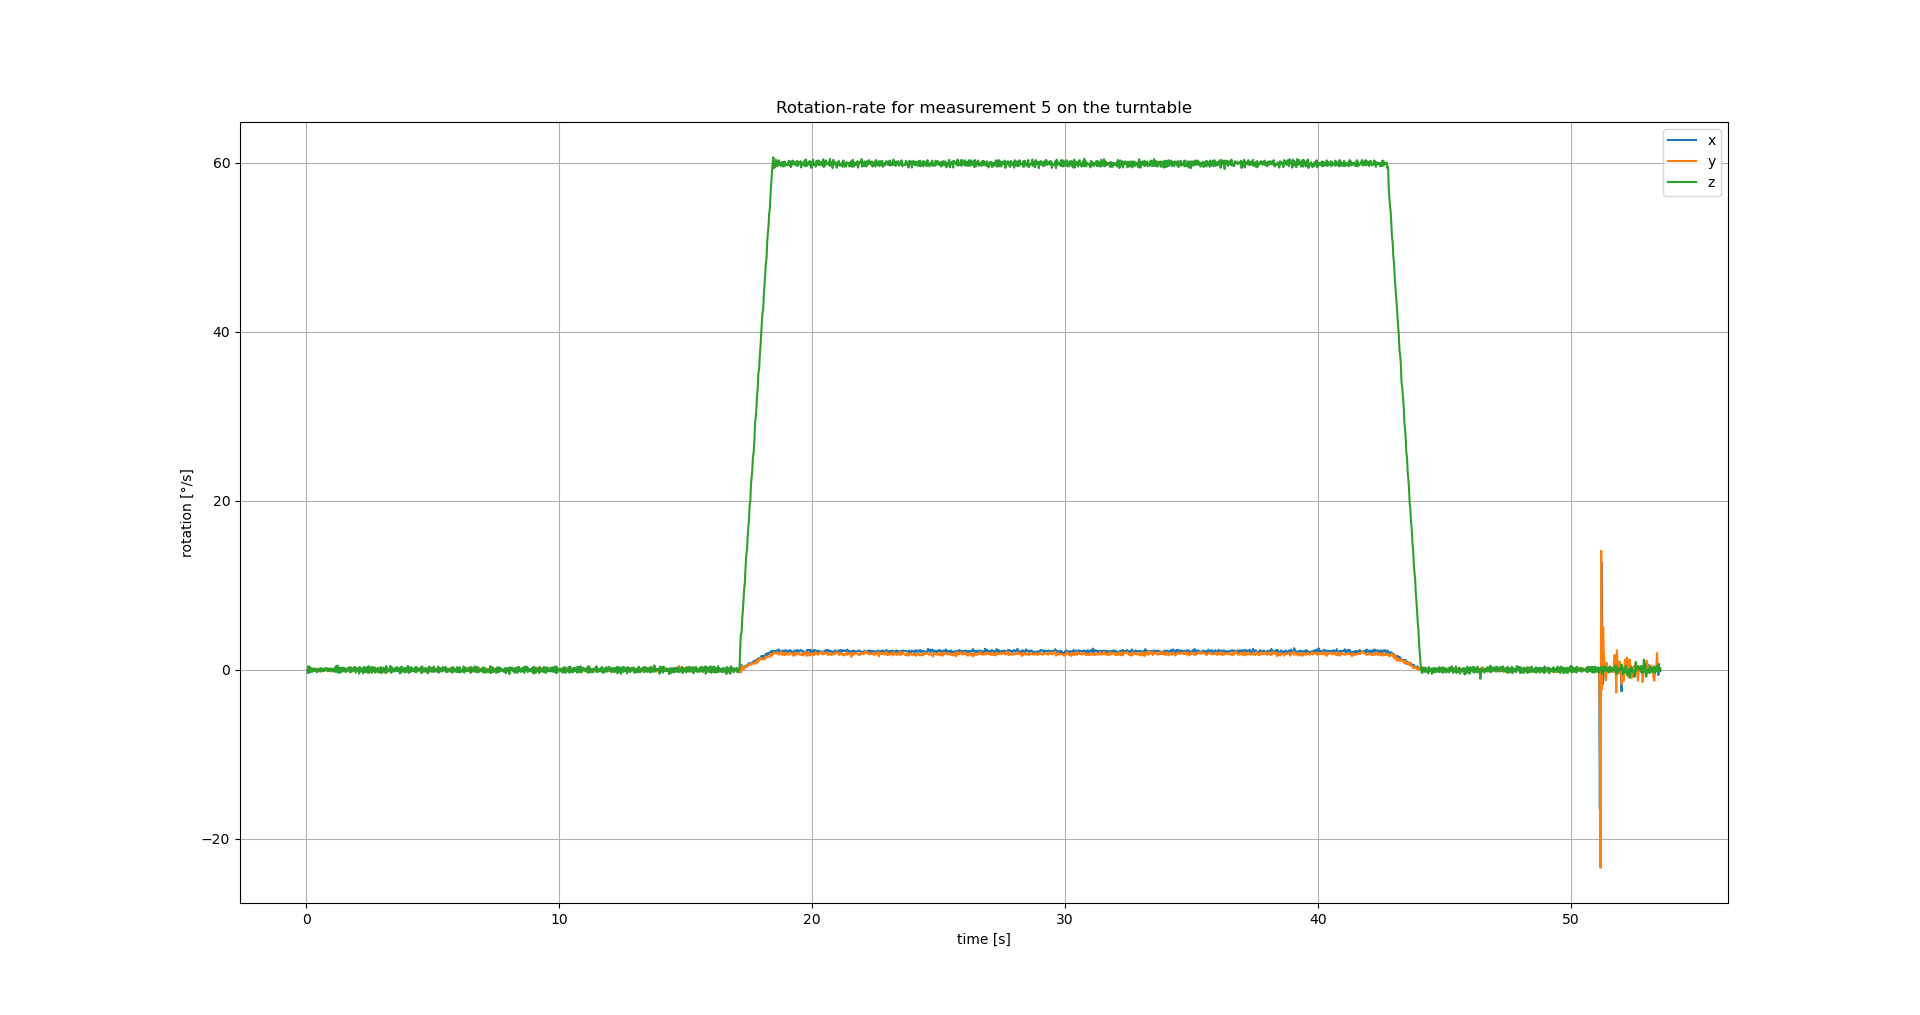 Rotation-rate for measurement 5 on the turntable
x
y
z
60
40
20
0
−20
rotation [°/s]
0 10 20 30 40 50
time [s]